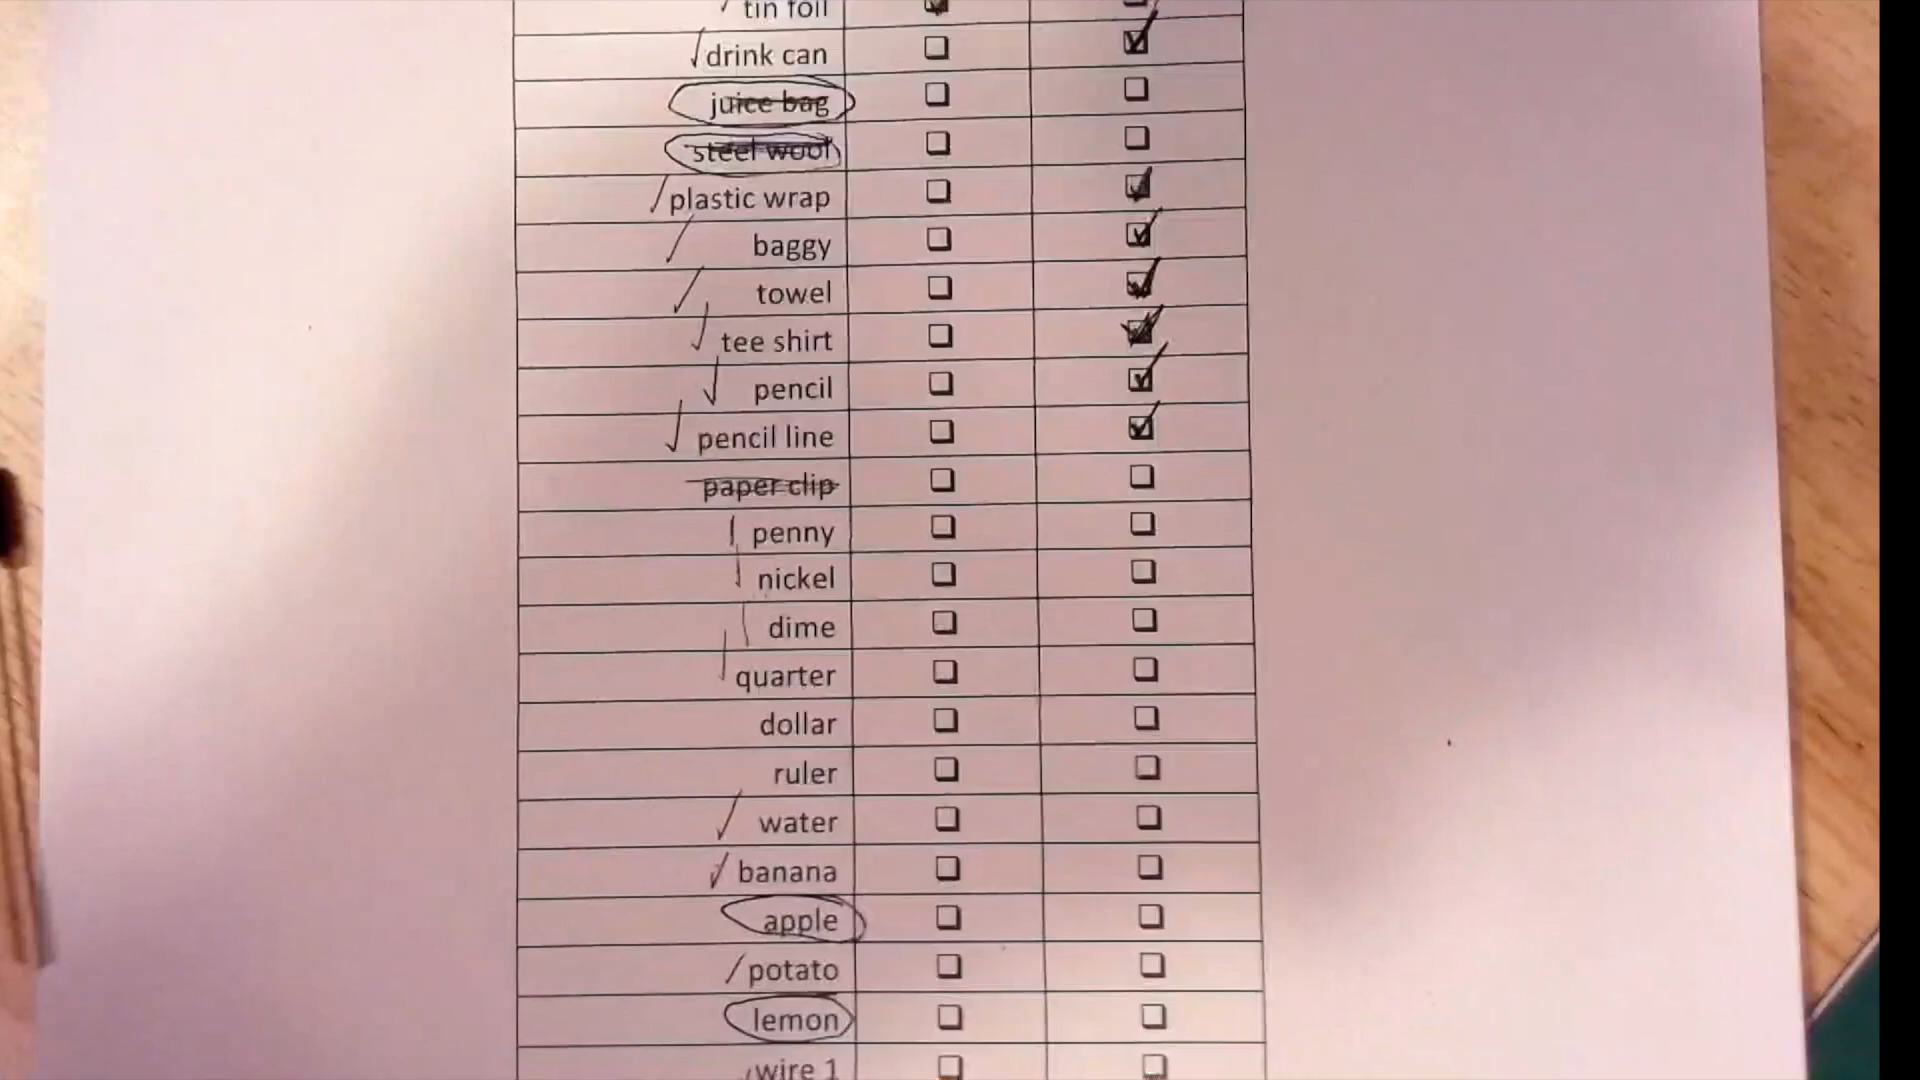 tin foil
drink can
juice bag
steel wool
plastic wrap
baggy
towel
tee shirt
pencil
pencil line
paper clip
penny
nickel
dime
quarter
dollar
ruler
water
banana
apple
potato
lemon
wire 1